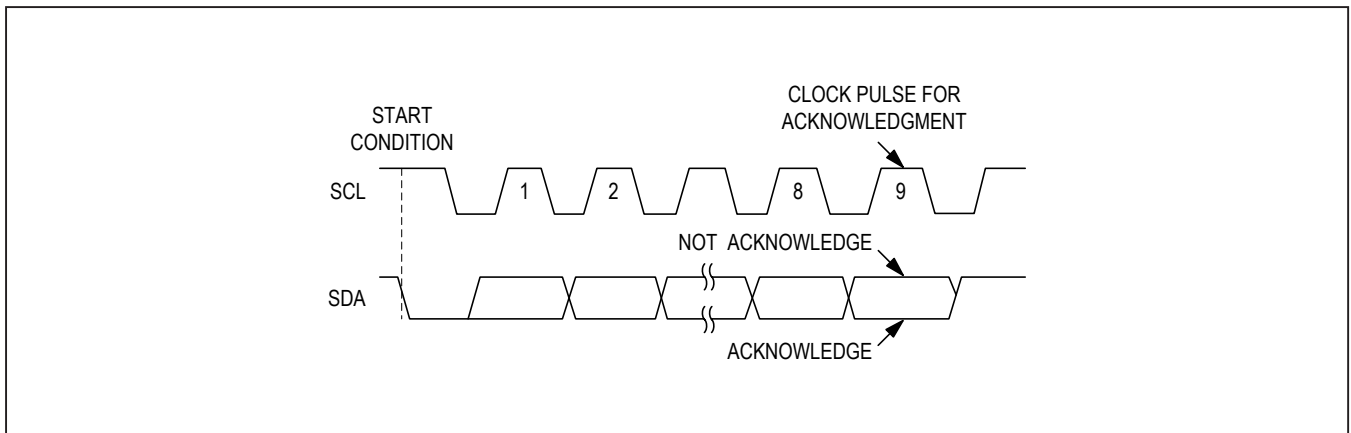 START
CONDITION
CLOCK PULSE FOR
ACKNOWLEDGMENT
SCL
1
2
8
9
NOT ACKNOWLEDGE
SDA
ACKNOWLEDGE